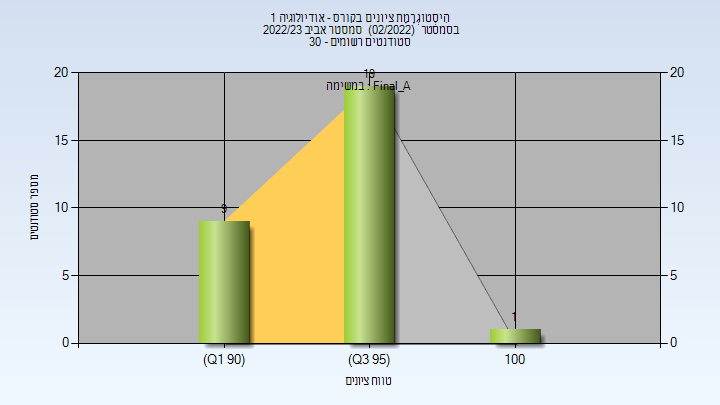 היסטוגרמת ציונים בקורס - אודיולוגיה 1
בסמסטר (02/2022) סמסטר אביב 2022/23
סטודנטים רשומים - 30
במשימה : Final_A
מספר סטודנטים
20
15
10
5
0
20
15
10
5
0
9
19
1
(Q1 90)
(Q3 95)
100
טווח ציונים